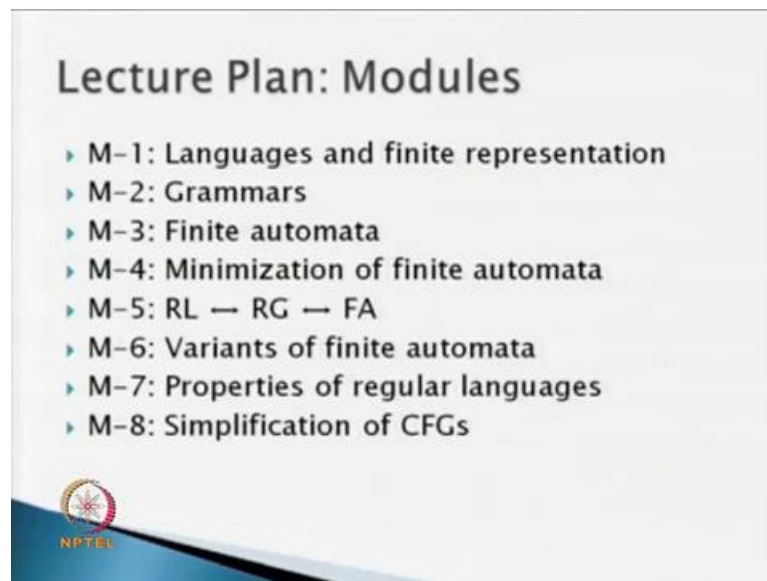 Lecture Plan: Modules
M-1: Languages and finite representation
M-2: Grammars
M-3: Finite automata
M-4: Minimization of finite automata
M-5: RL ↔ RG ↔ FA
M-6: Variants of finite automata
M-7: Properties of regular languages
M-8: Simplification of CFGs
NPTEL